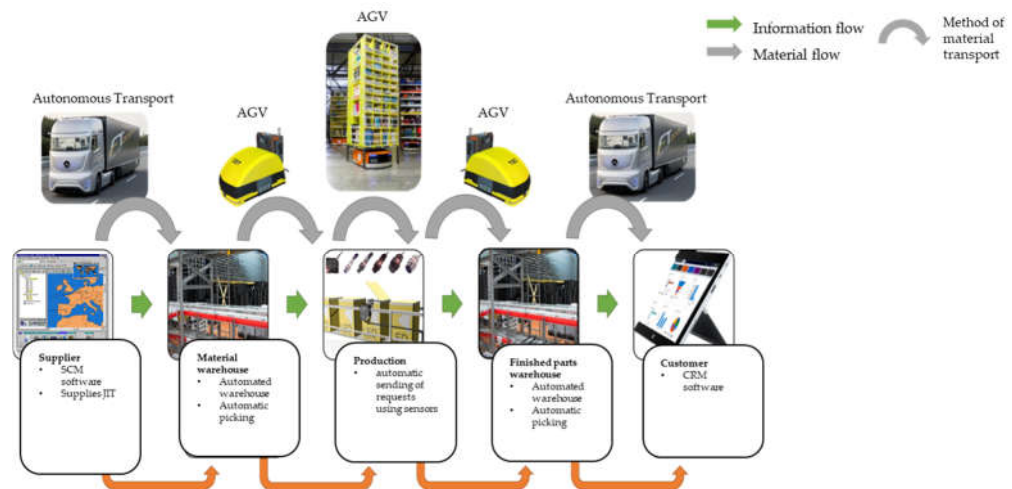 AGV
Information flow
Material flow
Method of
material
transport
Autonomous Transport
AGV
AGV
Autonomous Transport
Supplier
• SCM
software
• Supplies JIT
Material
warehouse
• Automated
warehouse
• Automatic
picking
Production
• automatic
sending of
requests
using sensors
Finished parts
warehouse
• Automated
warehouse
• Automatic
picking
Customer
• CRM
software